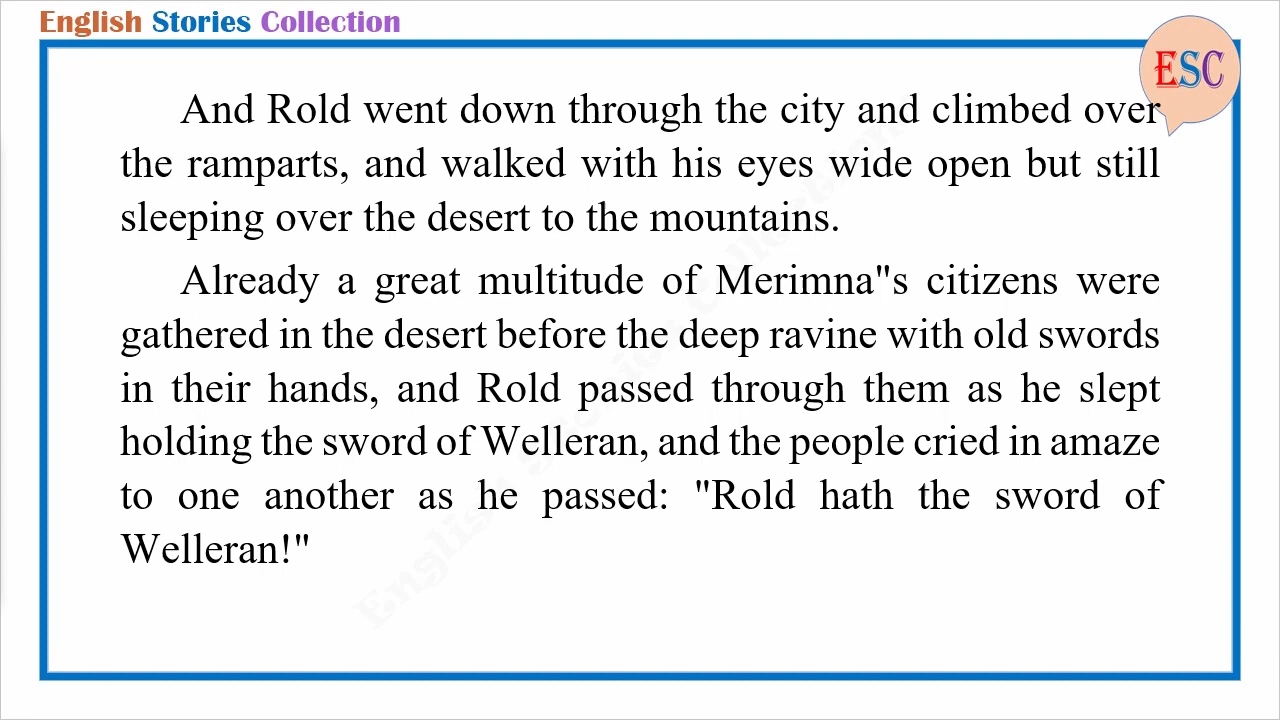 English Stories Collection
ESC
And Rold went down through the city and climbed over
the ramparts, and walked with his eyes wide open but still
sleeping over the desert to the mountains.
Already a great multitude of Merimna"s citizens were
gathered in the desert before the deep ravine with old swords
in their hands, and Rold passed through them as he slept
holding the sword of Welleran, and the people cried in amaze
to one another as he passed: "Rold hath the sword of
Welleran!"
English Stories Collection